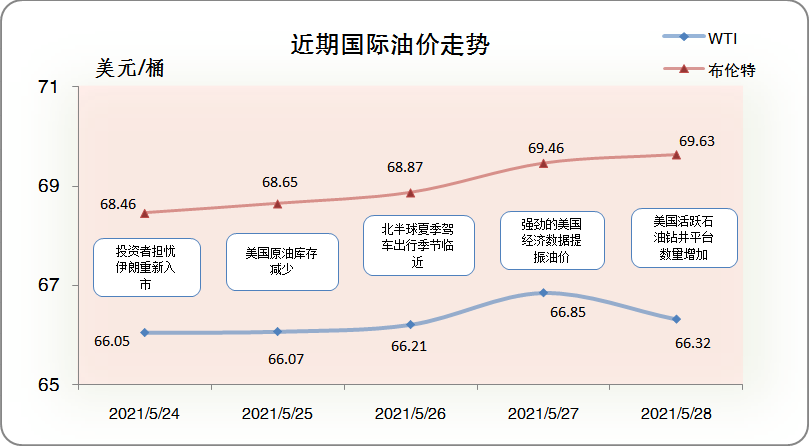 近期国际油价走势
WTI
布伦特
美元/桶
71
69
67
65
68.46
68.65
68.87
69.46
69.63
投资者担忧
伊朗重新入
市
美国原油库存
减少
北半球夏季驾
车出行季节临
近
强劲的美国
经济数据提
振油价
美国活跃石
油钻井平台
数量增加
66.05
66.07
66.21
66.85
66.32
2021/5/24
2021/5/25
2021/5/26
2021/5/27
2021/5/28